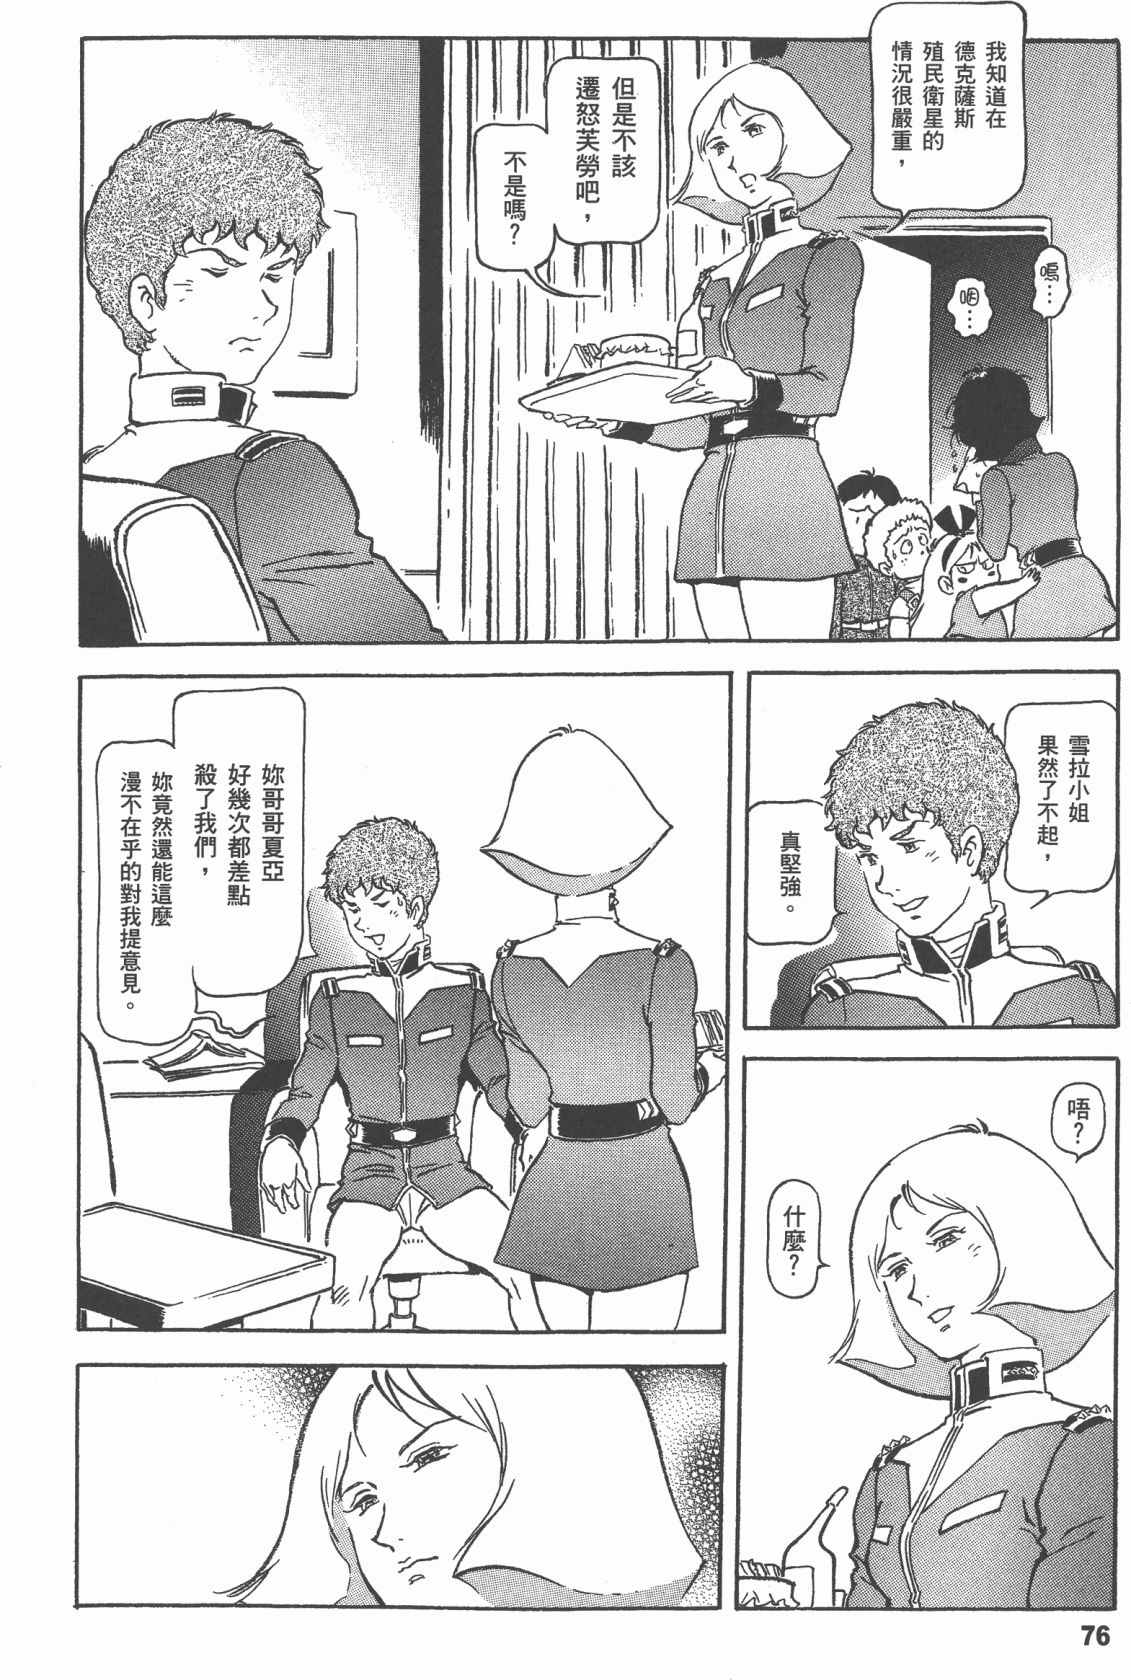 我知道在
德克薩斯
殖民衛星的
情況很嚴重，
但是不該
遷怒芙勞吧，
不是嗎？
嗚…
咽…
雪拉小姐
果然了不起，
真堅強。
唔？
什麼？
妳哥哥夏亞
好幾次都差點
殺了我們，
妳竟然還能這麼
漫不在乎的對我提意見。
76